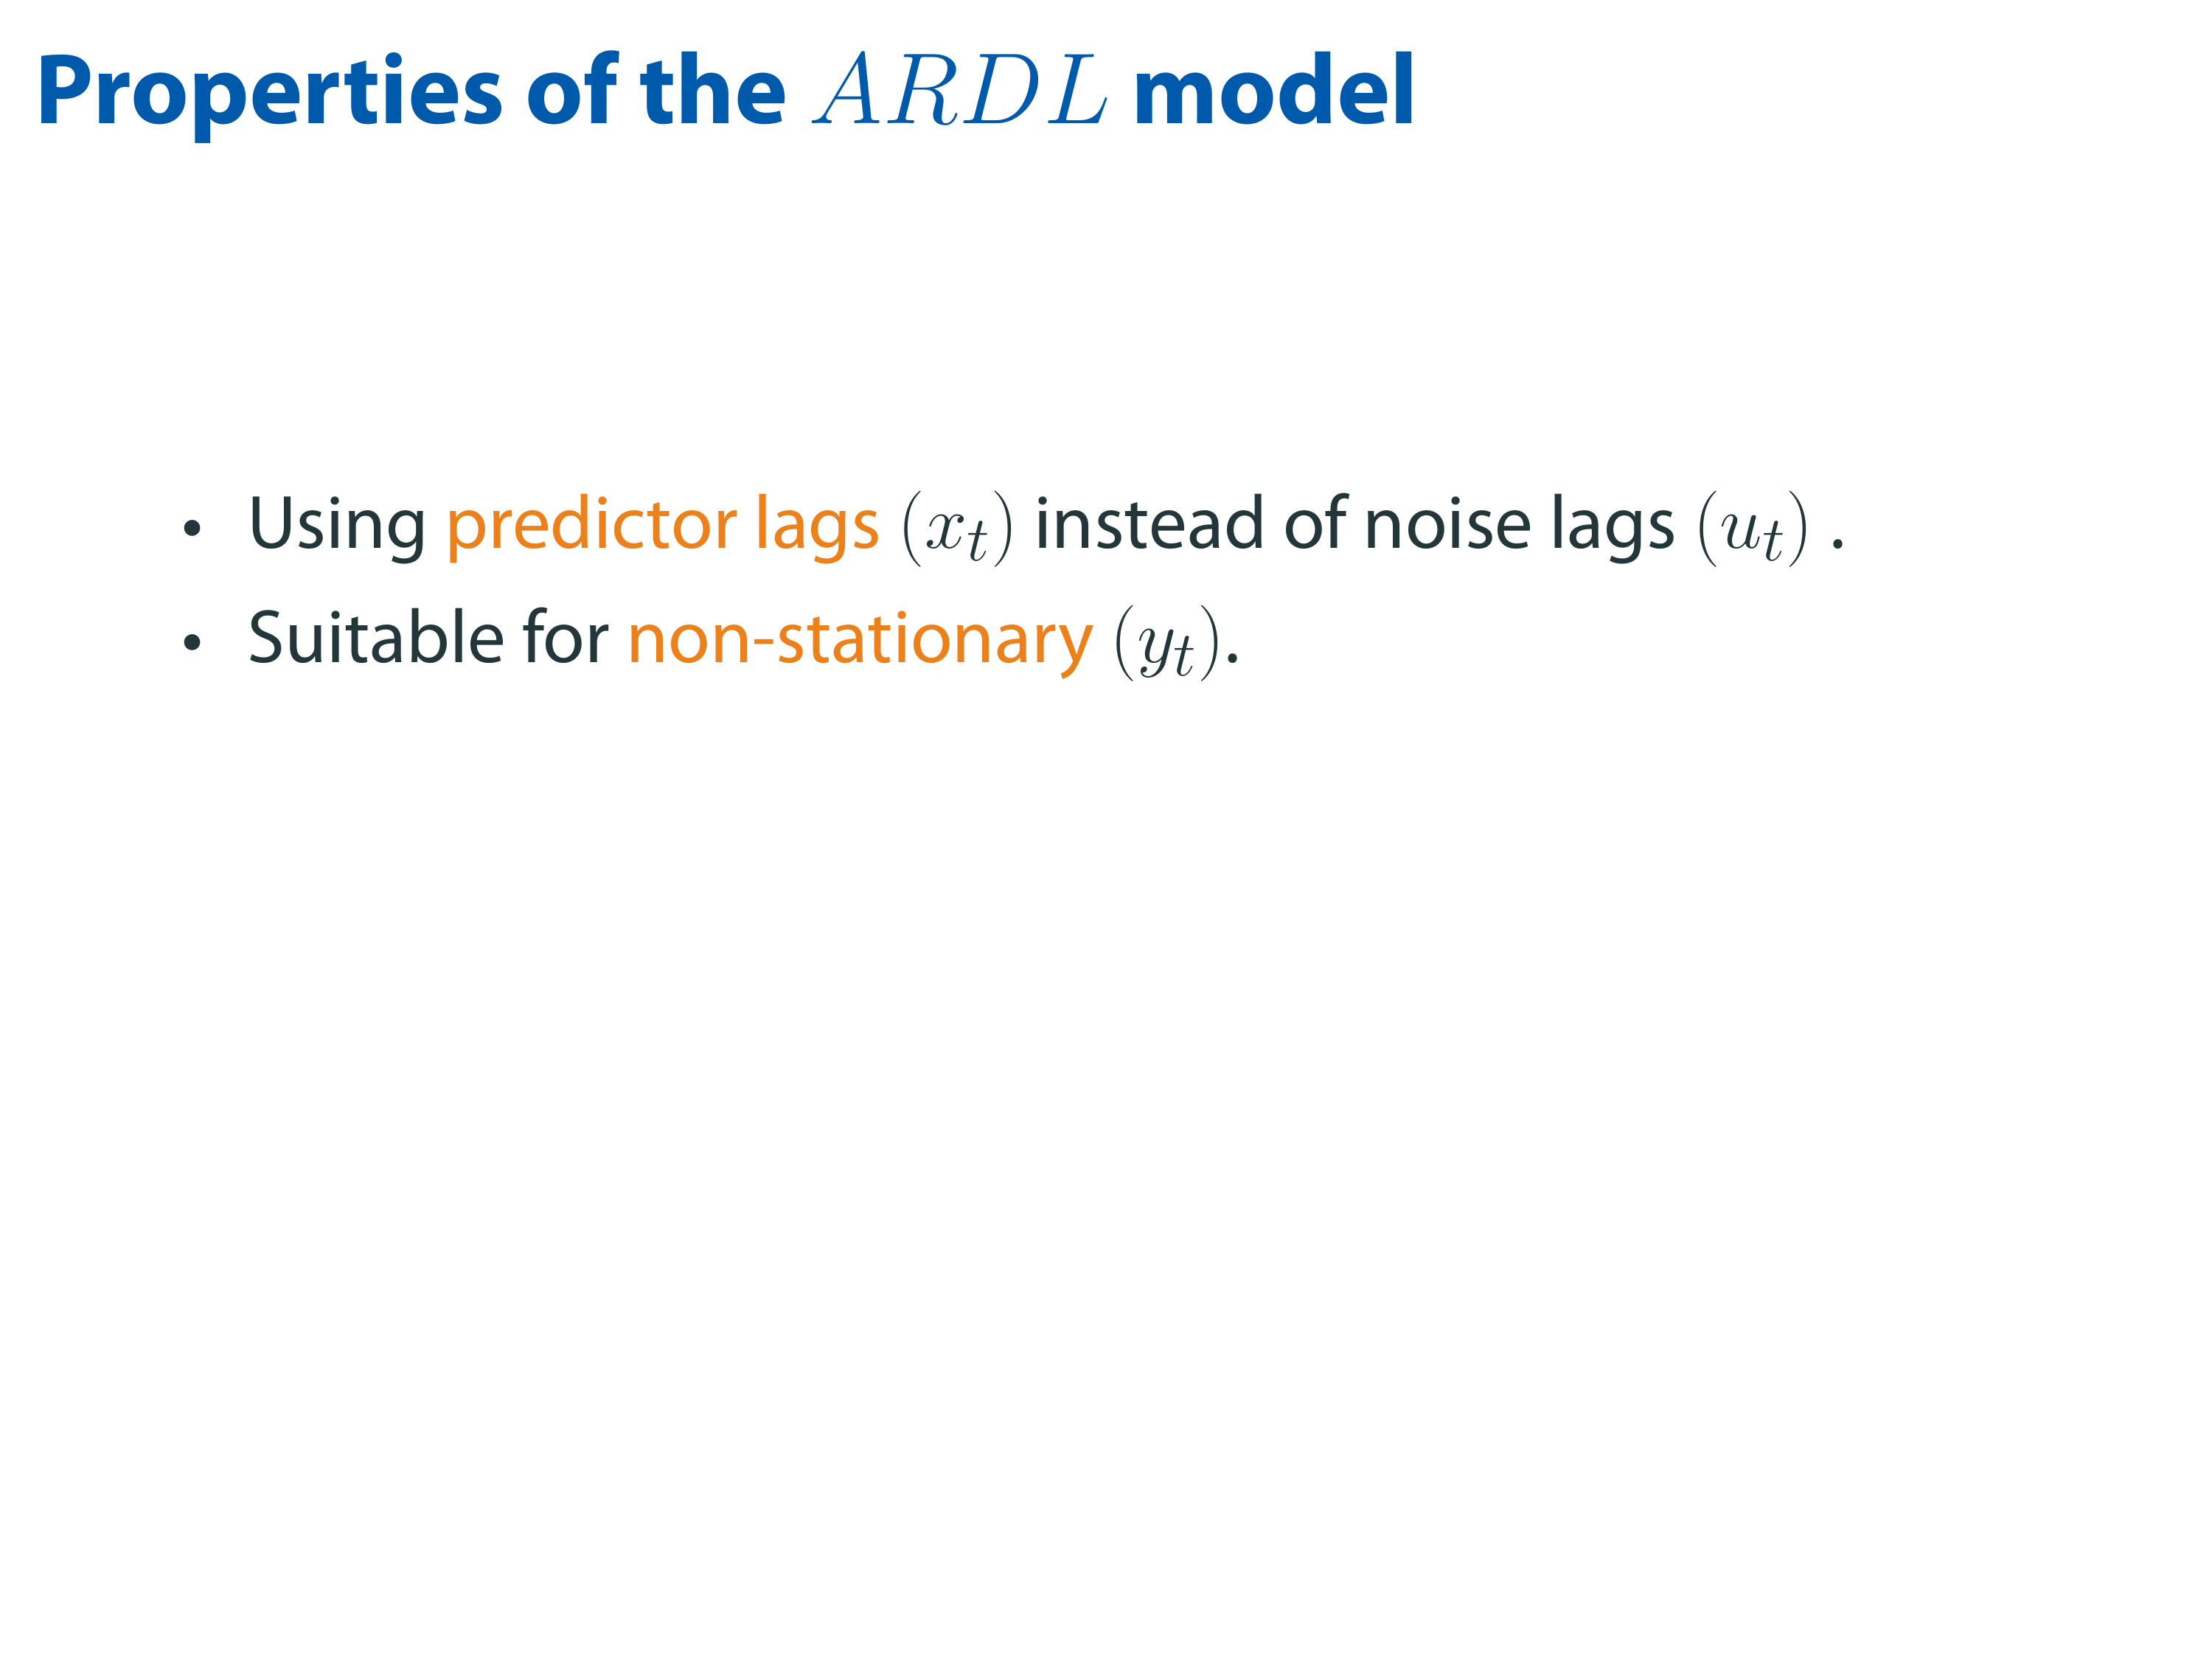 Properties of the ARDL model
• Using predictor lags (x_t) instead of noise lags (u_t) .
• Suitable for non-stationary (y_t).